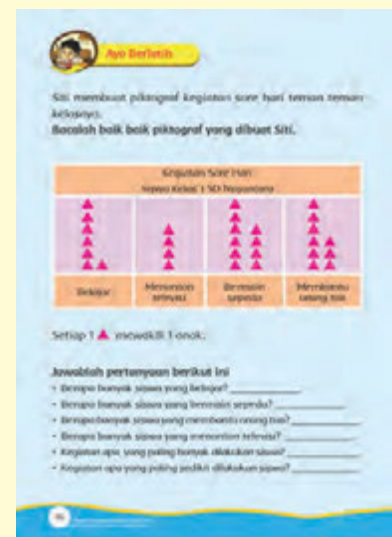 Ayo Berlatih
Siti membuat piktograf kegiatan sore hari teman teman
kelasnya.
Bacalah baik baik piktograf yang dibuat Siti.
Kegiatan Sore Hari
Siswa Kelas 1 SD Nusantara
Belajar
Menonton
televisi
Bermain
sepeda
Membantu
orang tua
Setiap 1 mewakili 1 anak.
Jawablah pertanyaan berikut ini
• Berapa banyak siswa yang belajar?
• Berapa banyak siswa yang bermain sepeda?
• Berapa banyak siswa yang membantu orang tua?
• Berapa banyak siswa yang menonton televisi?
• Kegiatan apa yang paling banyak dilakukan siswa?
• Kegiatan apa yang paling sedikit dilakukan siswa?